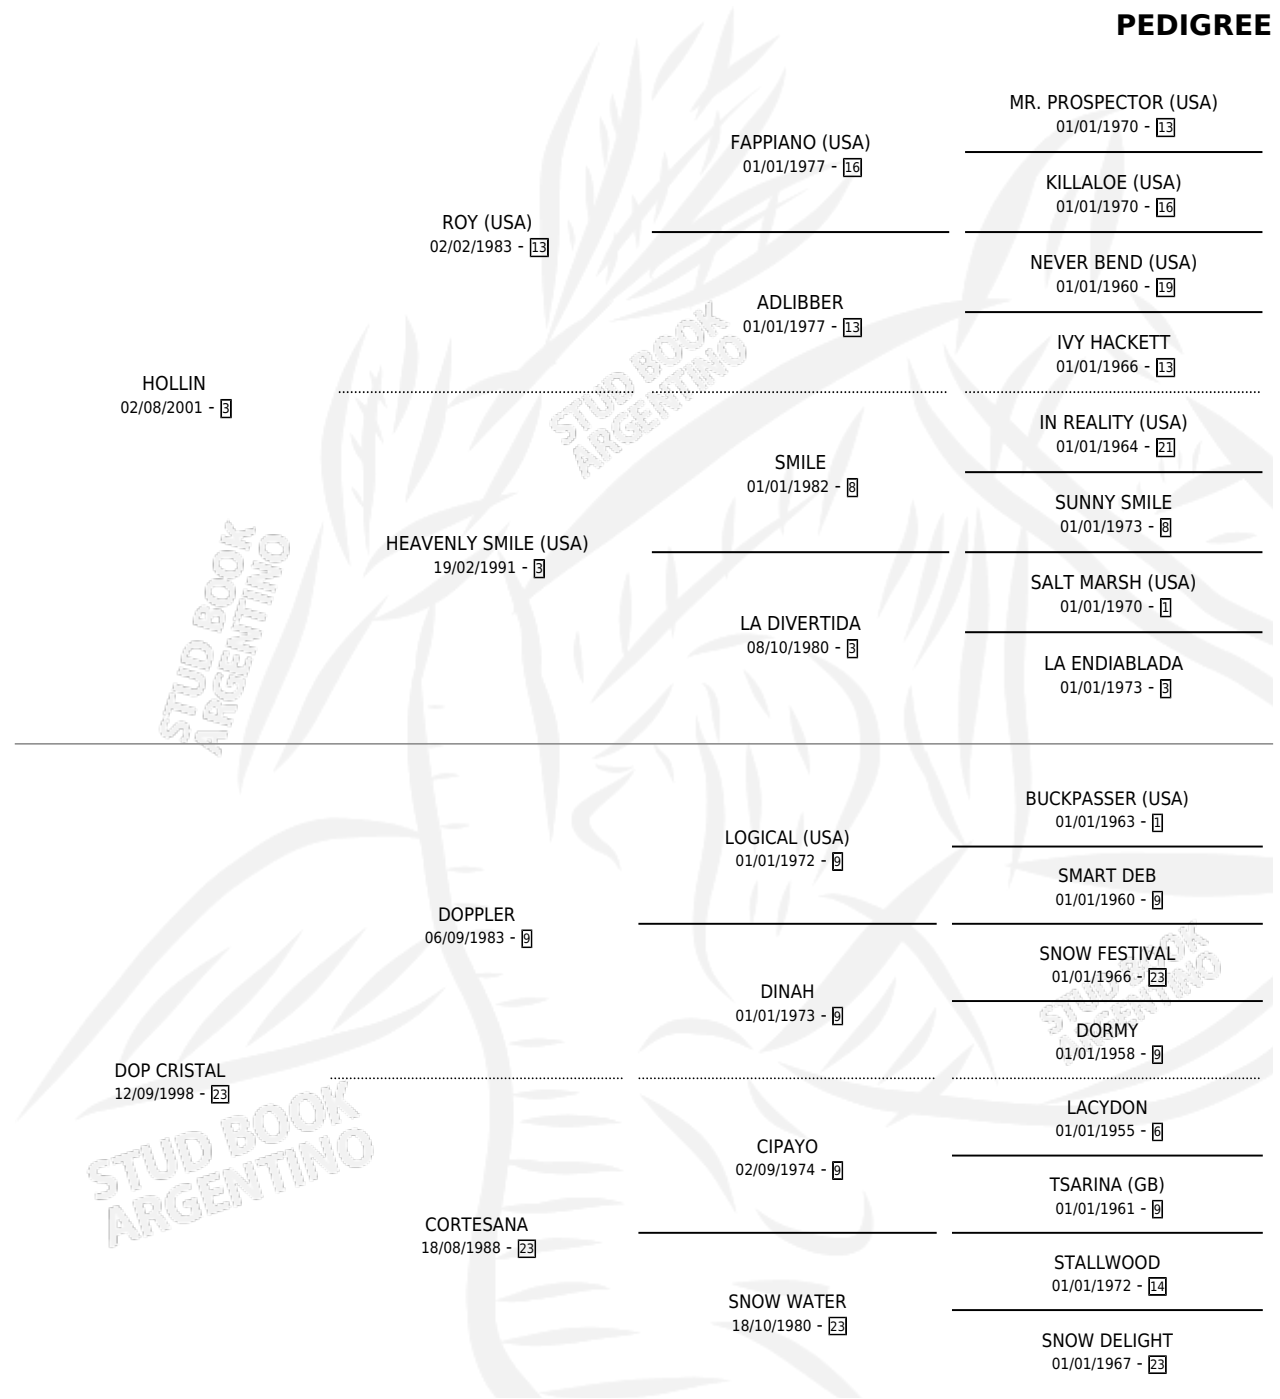 PEDIGREE
MR. PROSPECTOR (USA)
01/01/1970 - 13
FAPPIANO (USA)
01/01/1977 - 16
KILLALOE (USA)
01/01/1970 - 16
ROY (USA)
02/02/1983 - 13
NEVER BEND (USA)
01/01/1960 - 19
ADLIBBER
01/01/1977 - 13
IVY HACKETT
01/01/1966 - 13
HOLLIN
02/08/2001 - 3
IN REALITY (USA)
01/01/1964 - 21
SMILE
01/01/1982 - 8
SUNNY SMILE
01/01/1973 - 8
HEAVENLY SMILE (USA)
19/02/1991 - 3
SALT MARSH (USA)
01/01/1970 - 1
LA DIVERTIDA
08/10/1980 - 3
LA ENDIABLADA
01/01/1973 - 3
BUCKPASSER (USA)
01/01/1963 - 1
LOGICAL (USA)
01/01/1972 - 9
SMART DEB
01/01/1960 - 9
DOPPLER
06/09/1983 - 9
SNOW FESTIVAL
01/01/1966 - 23
DINAH
01/01/1973 - 9
DORMY
01/01/1958 - 9
DOP CRISTAL
12/09/1998 - 23
LACYDON
01/01/1955 - 6
CIPAYO
02/09/1974 - 9
TSARINA (GB)
01/01/1961 - 9
CORTESANA
18/08/1988 - 23
STALLWOOD
01/01/1972 - 14
SNOW WATER
18/10/1980 - 23
SNOW DELIGHT
01/01/1967 - 23
STUD BOOK
ARGENTINO
STUD BOOK
ARGENTINO
STUD BOOK
ARGENTINO
STUD BOOK
ARGENTINO